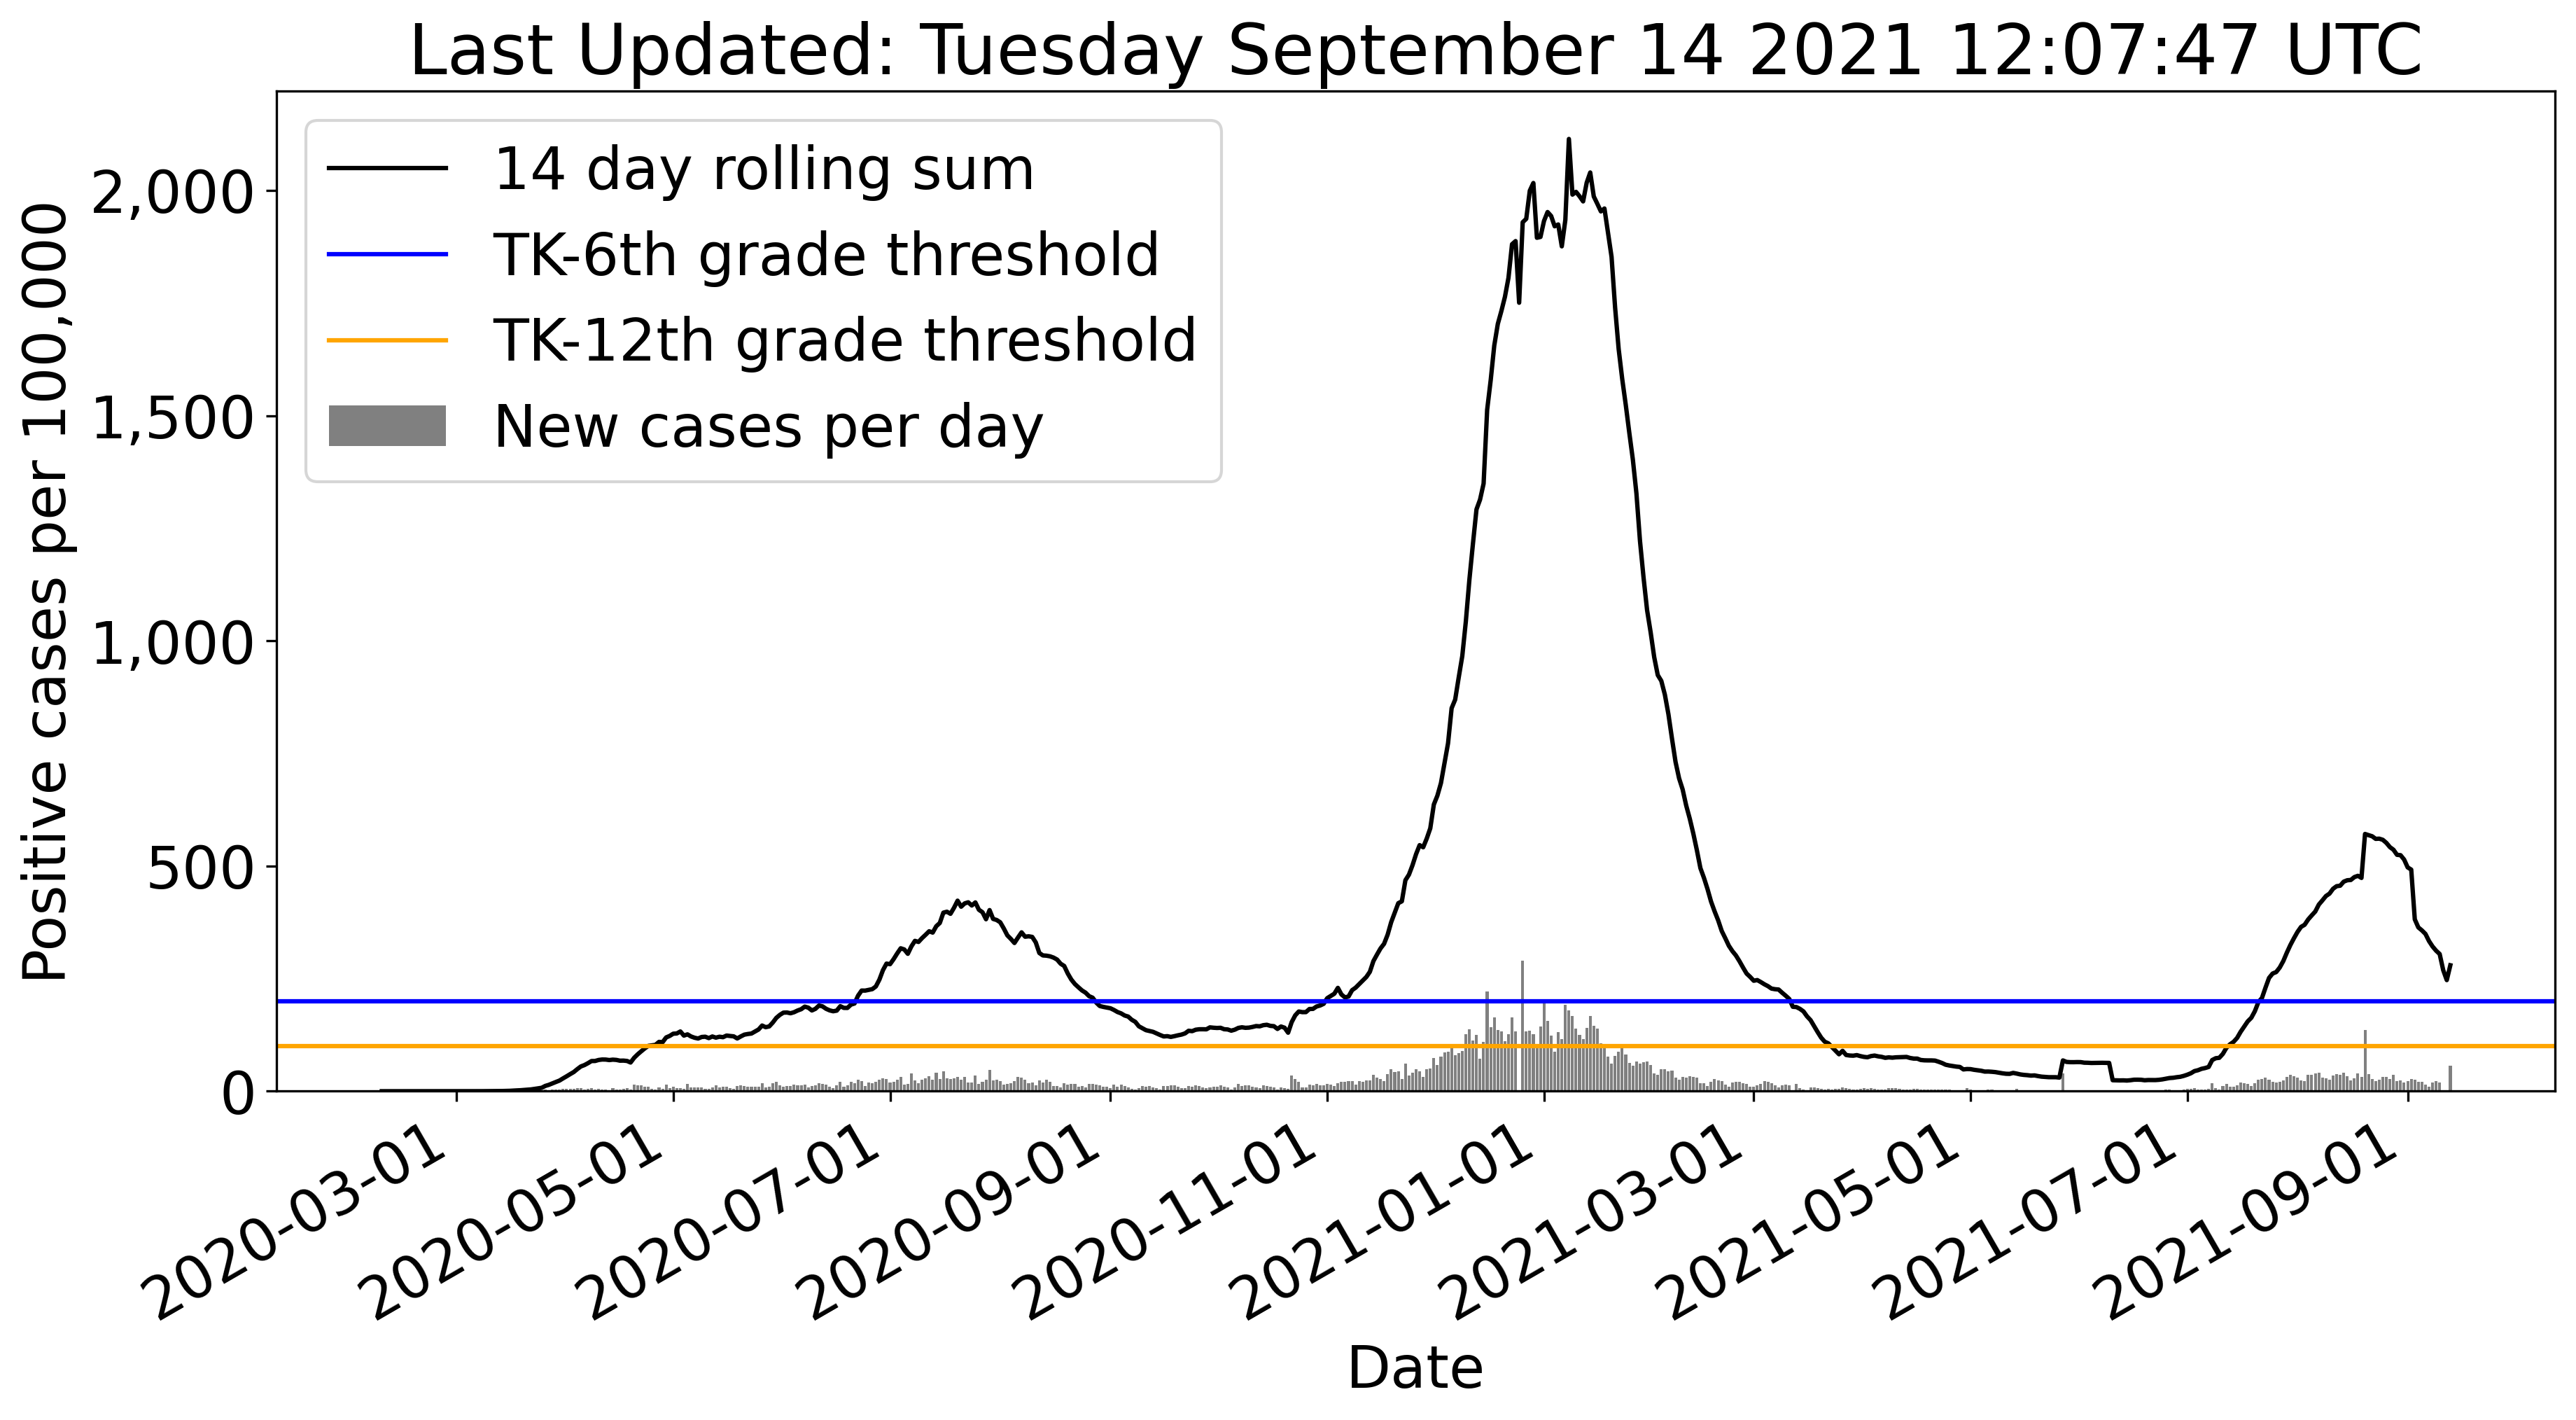 Last Updated: Tuesday September 14 2021 12:07:47 UTC
14 day rolling sum
TK-6th grade threshold
TK-12th grade threshold
New cases per day
Positive cases per 100,000
2,000
1,500
1,000
500
0
2020-03-01
2020-05-01
2020-07-01
2020-09-01
2020-11-01
2021-01-01
2021-03-01
2021-05-01
2021-07-01
2021-09-01
Date